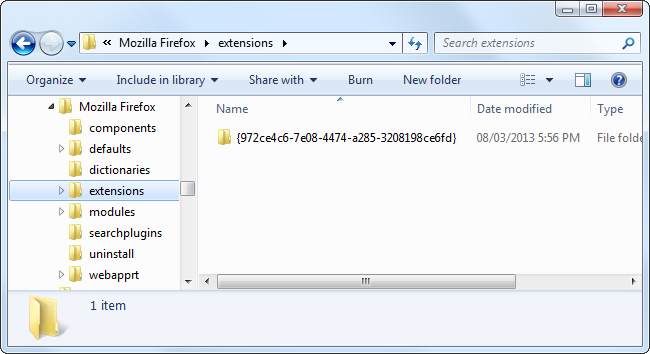 « Mozilla Firefox extensions Search extensions
Organize Include in library Share with Burn New folder
Mozilla Firefox
components
defaults
dictionaries
extensions
modules
searchplugins
uninstall
webapprt
Name Date modified Type
{972ce4c6-7e08-4474-a285-3208198ce6fd} 08/03/2013 5:56 PM File folde
1 item